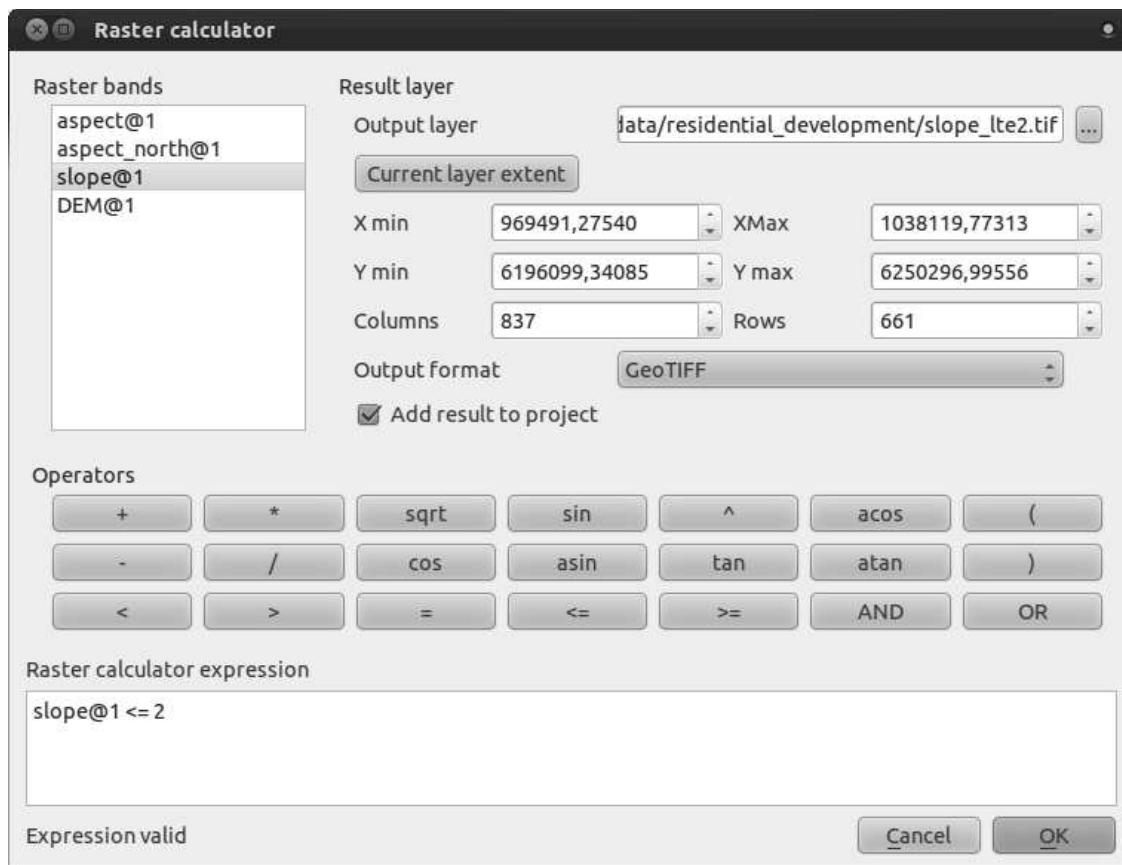 Raster calculator
Raster bands
aspect@1
aspect_north@1
slope@1
DEM@1
Result layer
Output layer
data/residential_development/slope_lte2.tif
...
Current layer extent
X min
969491,27540
XMax
1038119,77313
Y min
6196099,34085
Y max
6250296,99556
Columns
837
Rows
661
Output format
GeoTIFF
Add result to project
Operators
+ * sqrt sin ^ acos (
- / cos asin tan atan )
< > = <= >= AND OR
Raster calculator expression
slope@1 <= 2
Expression valid
Cancel
OK